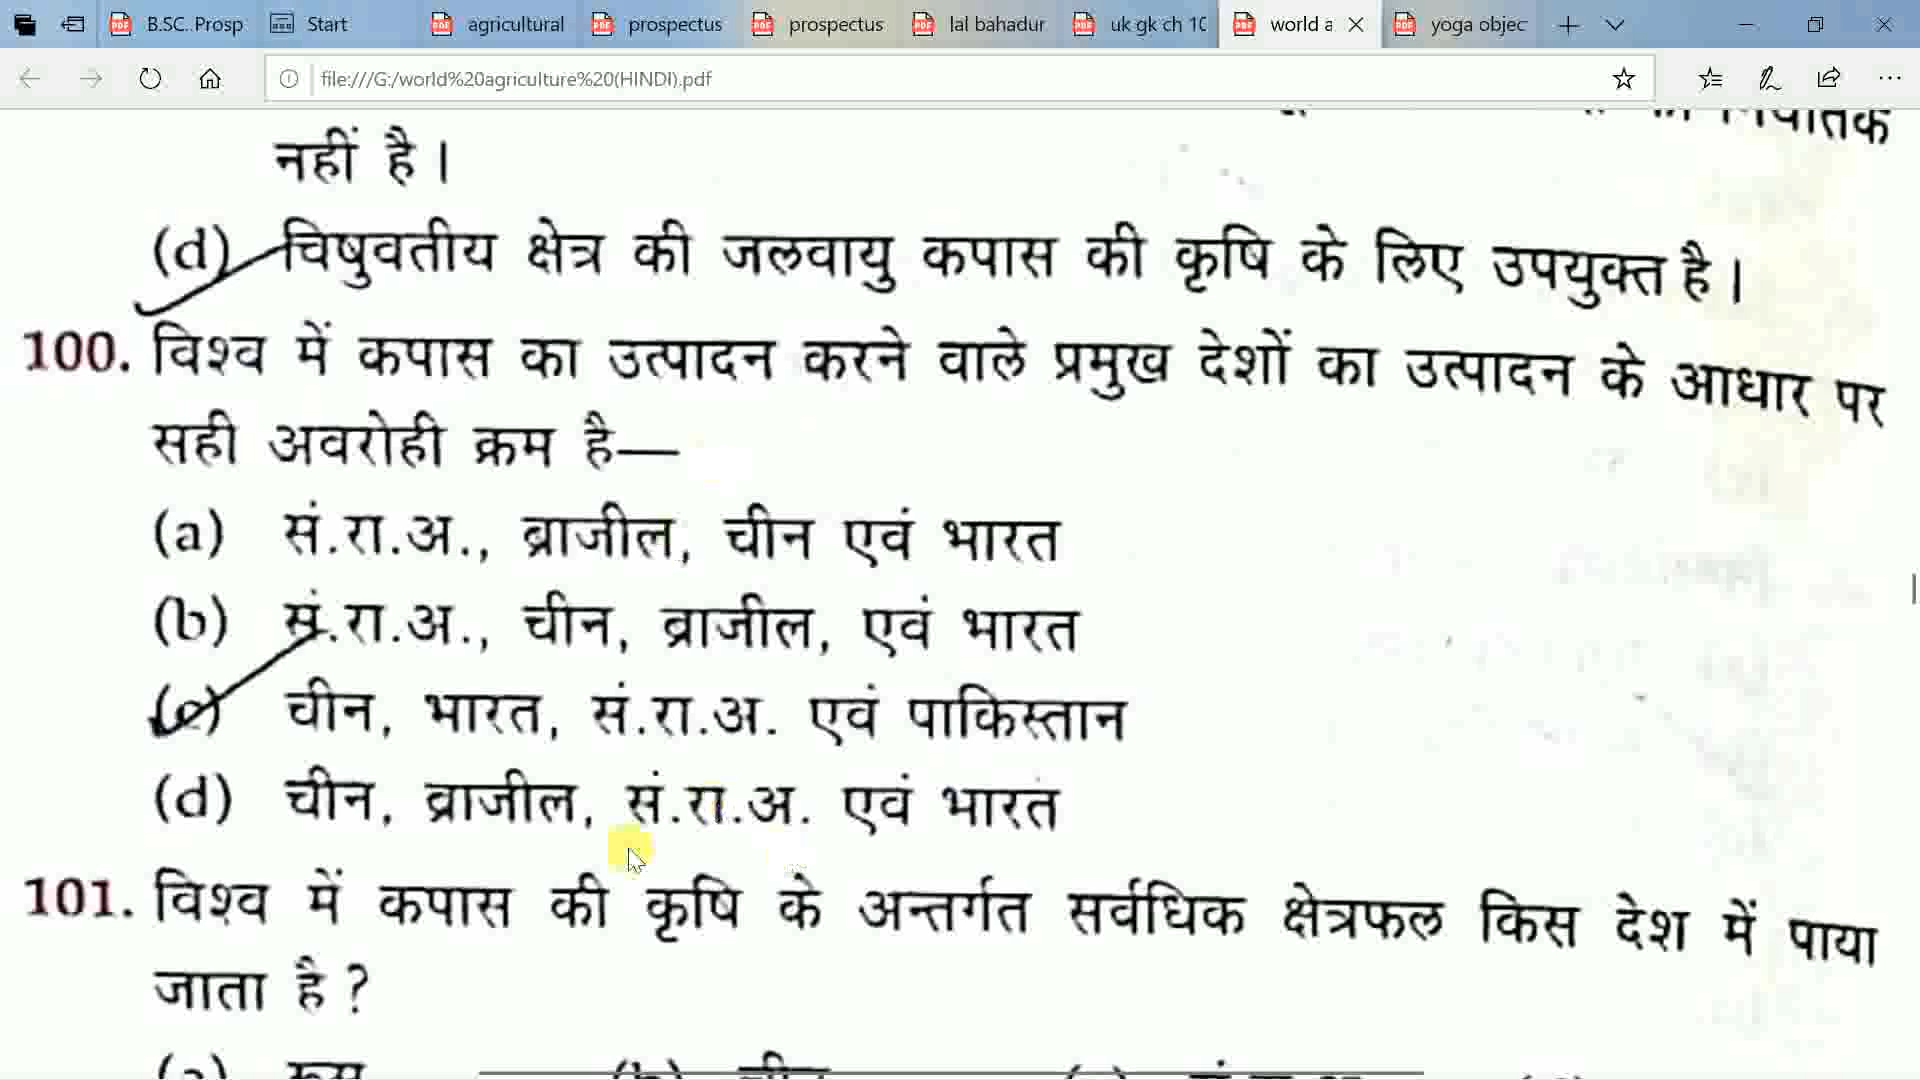 B.SC..Prosp
Start
agricultural
prospectus
prospectus
lal bahadur
uk gk ch 10
world a
yoga objec
file:///G:/world%20agriculture%20(HINDI).pdf
नहीं है।
(d) विषुवतीय क्षेत्र की जलवायु कपास की कृषि के लिए उपयुक्त है।
100. विश्व में कपास का उत्पादन करने वाले प्रमुख देशों का उत्पादन के आधार पर
सही अवरोही क्रम है—
(a) सं.रा.अ., ब्राजील, चीन एवं भारत
(b) सं.रा.अ., चीन, ब्राजील, एवं भारत
(c) चीन, भारत, सं.रा.अ. एवं पाकिस्तान
(d) चीन, ब्राजील, सं.रा.अ. एवं भारत
101. विश्व में कपास की कृषि के अन्तर्गत सर्वधिक क्षेत्रफल किस देश में पाया
जाता है?